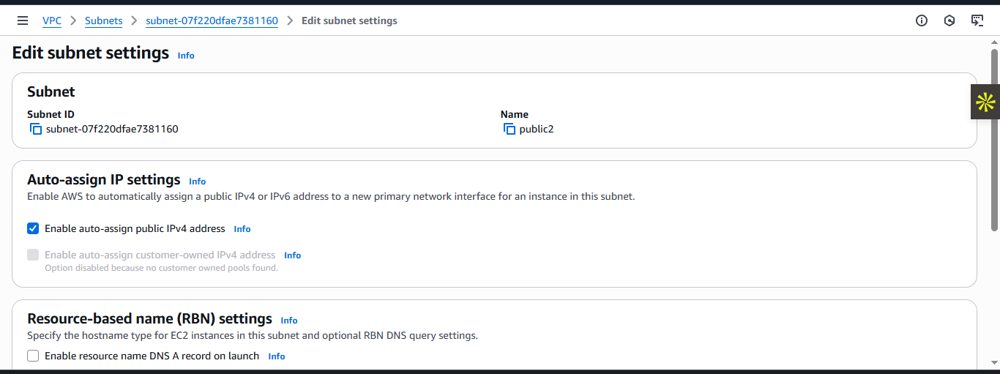 VPC > Subnets > subnet-07f220dfae7381160 > Edit subnet settings
Edit subnet settings Info
Subnet
Subnet ID
subnet-07f220dfae7381160
Name
public2
Auto-assign IP settings Info
Enable AWS to automatically assign a public IPv4 or IPv6 address to a new primary network interface for an instance in this subnet.
Enable auto-assign public IPv4 address Info
Enable auto-assign customer-owned IPv4 address Info
Option disabled because no customer owned pools found.
Resource-based name (RBN) settings Info
Specify the hostname type for EC2 instances in this subnet and optional RBN DNS query settings.
Enable resource name DNS A record on launch Info